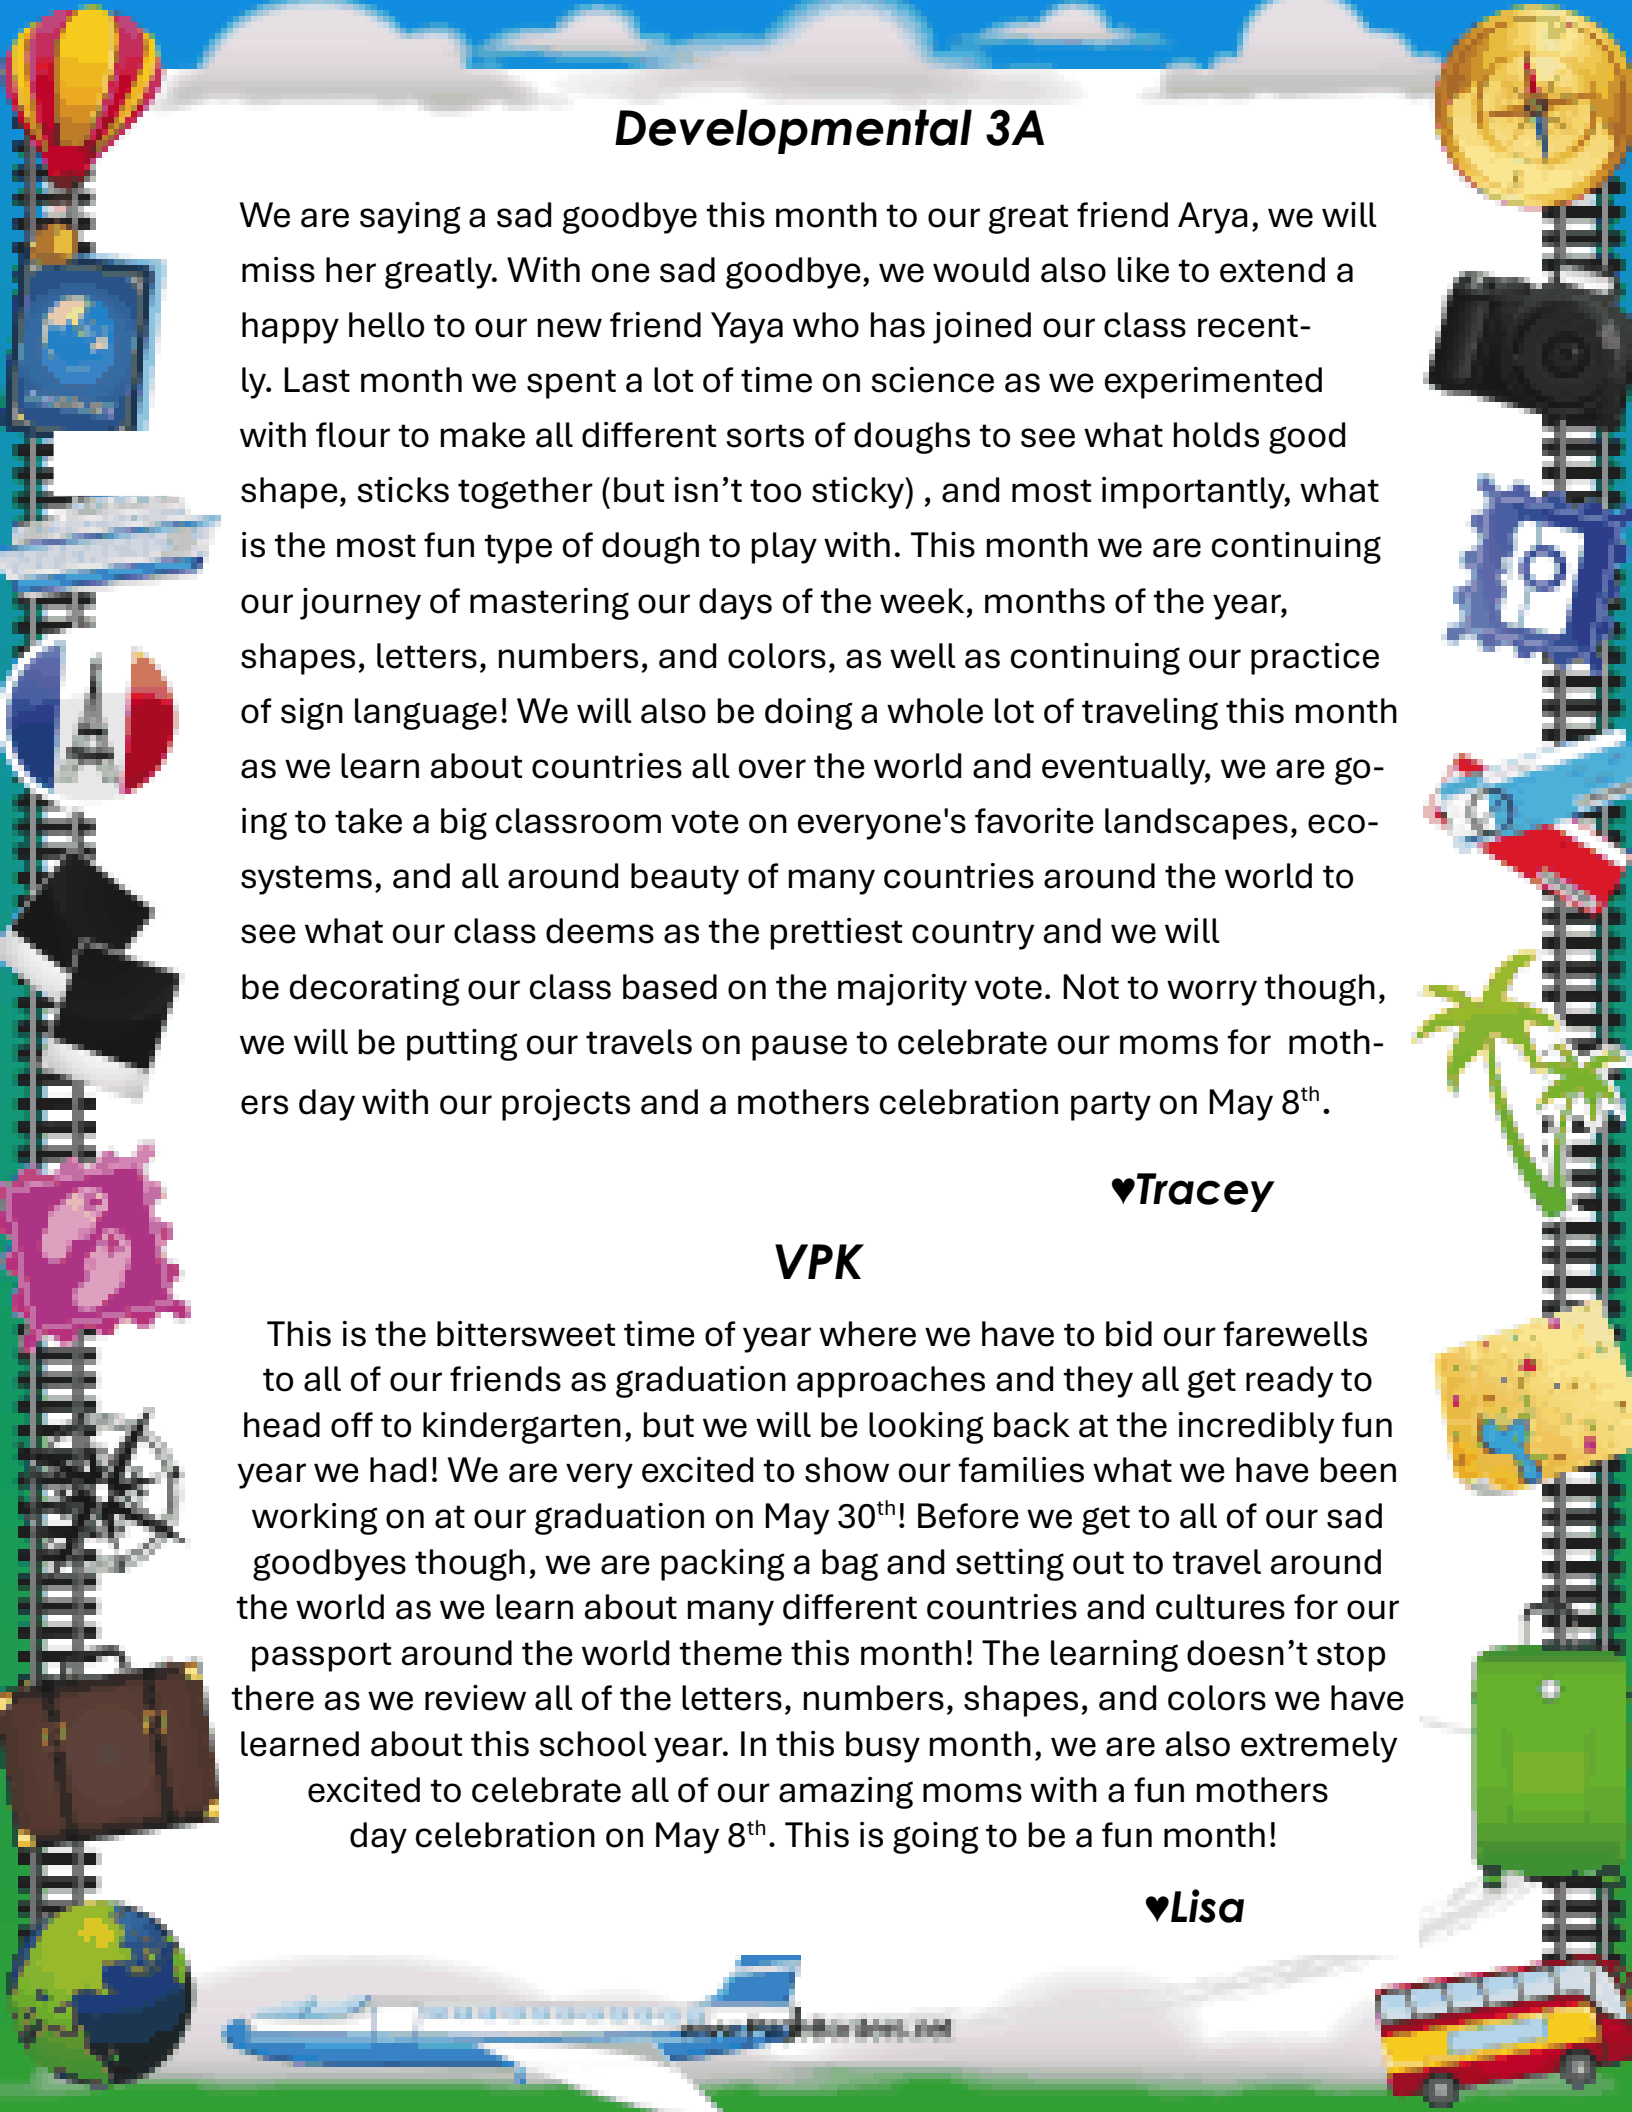 Developmental 3A
We are saying a sad goodbye this month to our great friend Arya, we will
miss her greatly. With one sad goodbye, we would also like to extend a
happy hello to our new friend Yaya who has joined our class recent-
ly. Last month we spent a lot of time on science as we experimented
with flour to make all different sorts of doughs to see what holds good
shape, sticks together (but isn’t too sticky) , and most importantly, what
is the most fun type of dough to play with. This month we are continuing
our journey of mastering our days of the week, months of the year,
shapes, letters, numbers, and colors, as well as continuing our practice
of sign language! We will also be doing a whole lot of traveling this month
as we learn about countries all over the world and eventually, we are go-
ing to take a big classroom vote on everyone's favorite landscapes, eco-
systems, and all around beauty of many countries around the world to
see what our class deems as the prettiest country and we will
be decorating our class based on the majority vote. Not to worry though,
we will be putting our travels on pause to celebrate our moms for  moth-
ers day with our projects and a mothers celebration party on May 8th.
♥Tracey
VPK
This is the bittersweet time of year where we have to bid our farewells
to all of our friends as graduation approaches and they all get ready to
head off to kindergarten, but we will be looking back at the incredibly fun
year we had! We are very excited to show our families what we have been
working on at our graduation on May 30th! Before we get to all of our sad
goodbyes though, we are packing a bag and setting out to travel around
the world as we learn about many different countries and cultures for our
passport around the world theme this month! The learning doesn’t stop
there as we review all of the letters, numbers, shapes, and colors we have
learned about this school year. In this busy month, we are also extremely
excited to celebrate all of our amazing moms with a fun mothers
day celebration on May 8th. This is going to be a fun month!
♥Lisa